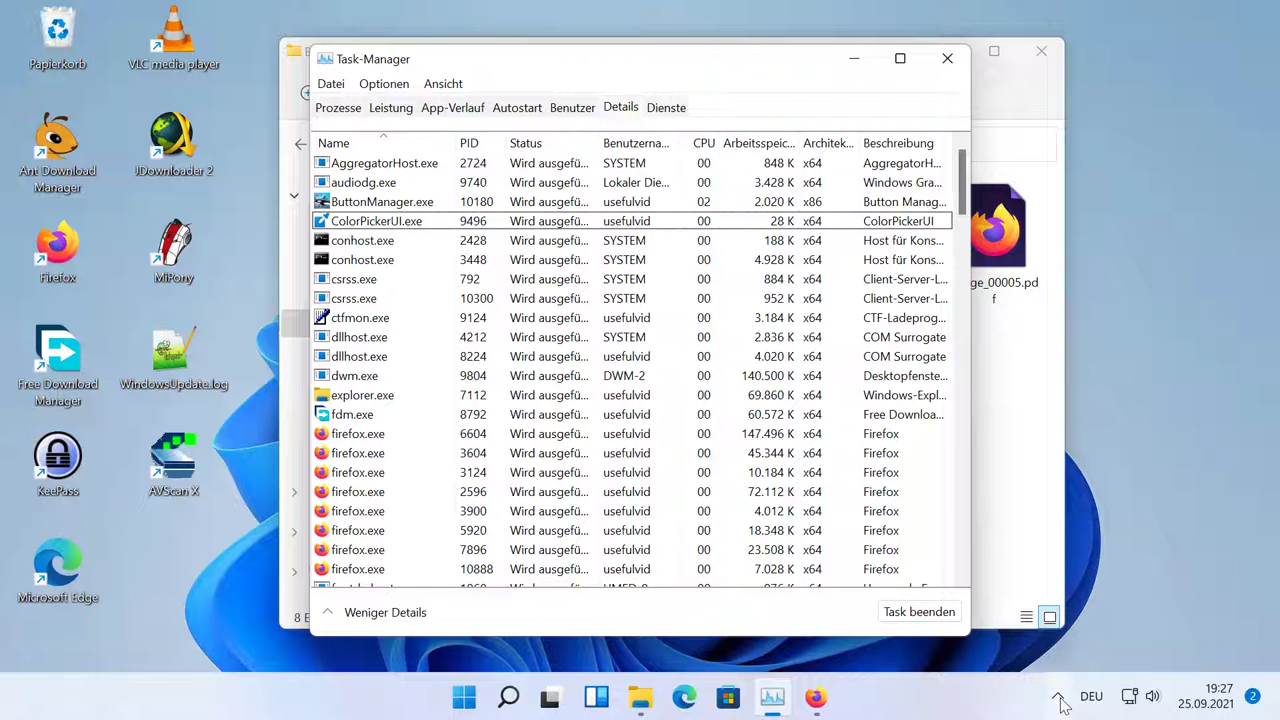 Papierkorb
VLC media player
Ant Download
Manager
JDownloader 2
Firefox
MiPony
Free Download
Manager
WindowsUpdate.log
KeePass
AVScan X
Microsoft Edge
Task-Manager
Datei Optionen Ansicht
Prozesse Leistung App-Verlauf Autostart Benutzer Details Dienste
Name PID Status Benutzerna... CPU Arbeitsspeic... Architek... Beschreibung
AggregatorHost.exe 2724 Wird ausgefü... SYSTEM 00 848 K x64 AggregatorH...
audiodg.exe 9740 Wird ausgefü... Lokaler Die... 00 3.428 K x64 Windows Gra...
ButtonManager.exe 10180 Wird ausgefü... usefulvid 02 2.020 K x86 Button Manag...
ColorPickerUI.exe 9496 Wird ausgefü... usefulvid 00 28 K x64 ColorPickerUI
conhost.exe 2428 Wird ausgefü... SYSTEM 00 188 K x64 Host für Kons...
conhost.exe 3448 Wird ausgefü... usefulvid 00 4.928 K x64 Host für Kons...
csrss.exe 792 Wird ausgefü... SYSTEM 00 884 K x64 Client-Server-L...
csrss.exe 10300 Wird ausgefü... SYSTEM 00 952 K x64 Client-Server-L...
ctfmon.exe 9124 Wird ausgefü... usefulvid 00 3.184 K x64 CTF-Ladeprog...
dllhost.exe 4212 Wird ausgefü... SYSTEM 00 2.836 K x64 COM Surrogate
dllhost.exe 8224 Wird ausgefü... usefulvid 00 4.020 K x64 COM Surrogate
dwm.exe 9804 Wird ausgefü... DWM-2 00 140.500 K x64 Desktopfenste...
explorer.exe 7112 Wird ausgefü... usefulvid 00 69.860 K x64 Windows-Expl...
fdm.exe 8792 Wird ausgefü... usefulvid 00 60.572 K x64 Free Downloa...
firefox.exe 6604 Wird ausgefü... usefulvid 00 147.496 K x64 Firefox
firefox.exe 3604 Wird ausgefü... usefulvid 00 45.344 K x64 Firefox
firefox.exe 3124 Wird ausgefü... usefulvid 00 10.184 K x64 Firefox
firefox.exe 2596 Wird ausgefü... usefulvid 00 72.112 K x64 Firefox
firefox.exe 3900 Wird ausgefü... usefulvid 00 4.012 K x64 Firefox
firefox.exe 5920 Wird ausgefü... usefulvid 00 18.348 K x64 Firefox
firefox.exe 7896 Wird ausgefü... usefulvid 00 23.508 K x64 Firefox
firefox.exe 10888 Wird ausgefü... usefulvid 00 7.028 K x64 Firefox
Weniger Details
Task beenden
ge_00005.pd
f
8 E
DEU
19:27
25.09.2021
2